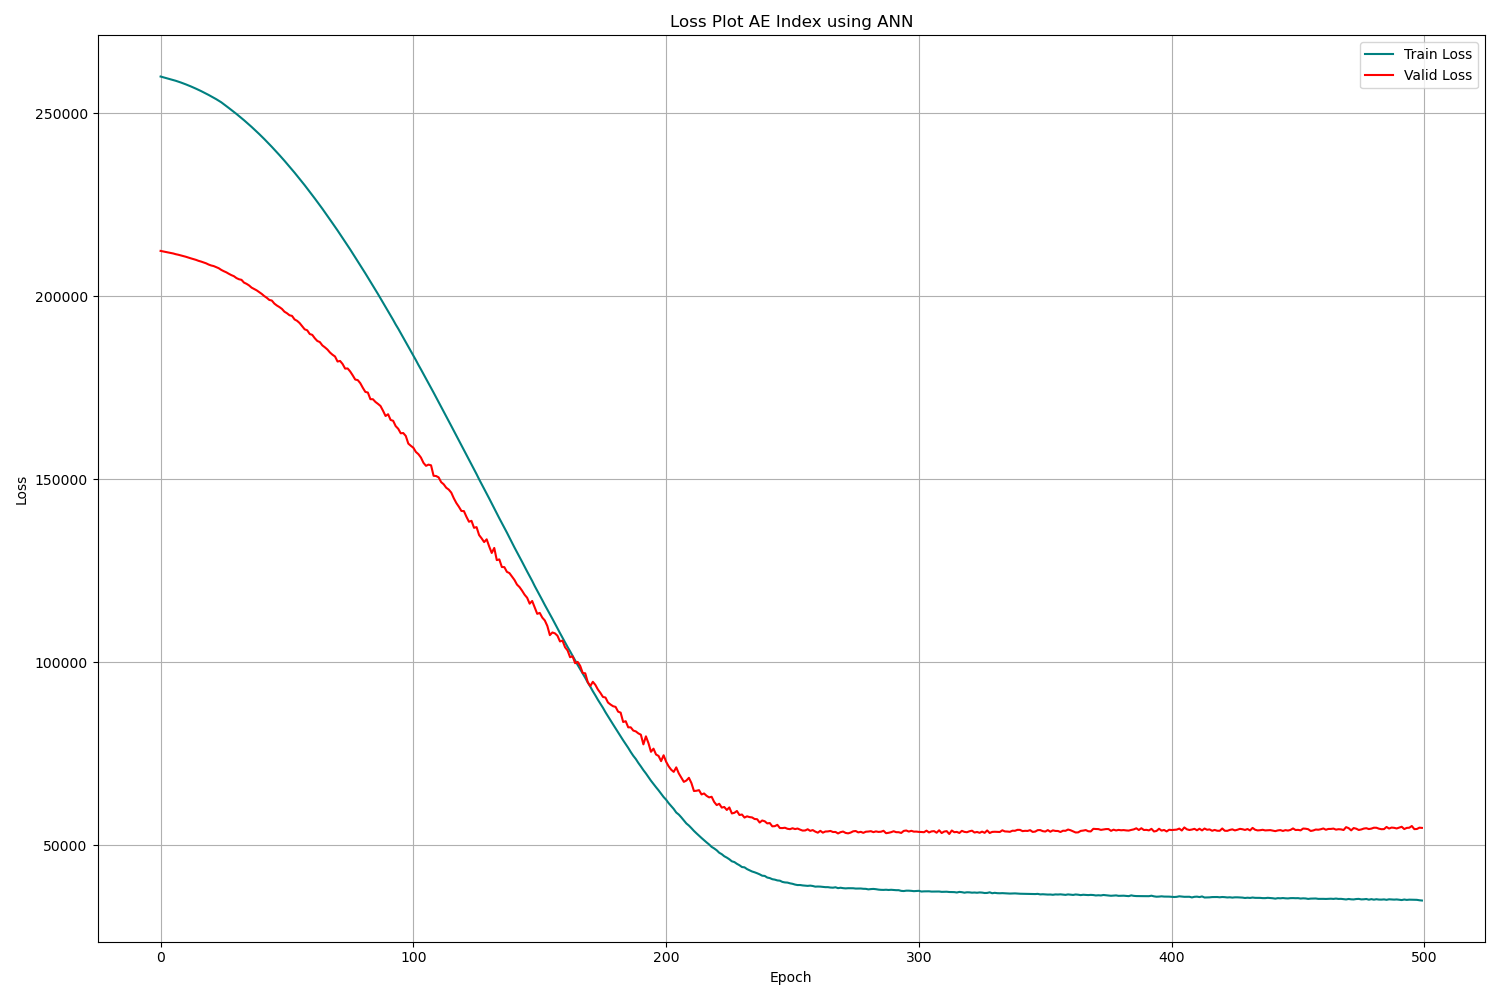 Loss Plot AE Index using ANN
Train Loss
Valid Loss
250000
200000
150000
100000
50000
Loss
0 100 200 300 400 500
Epoch